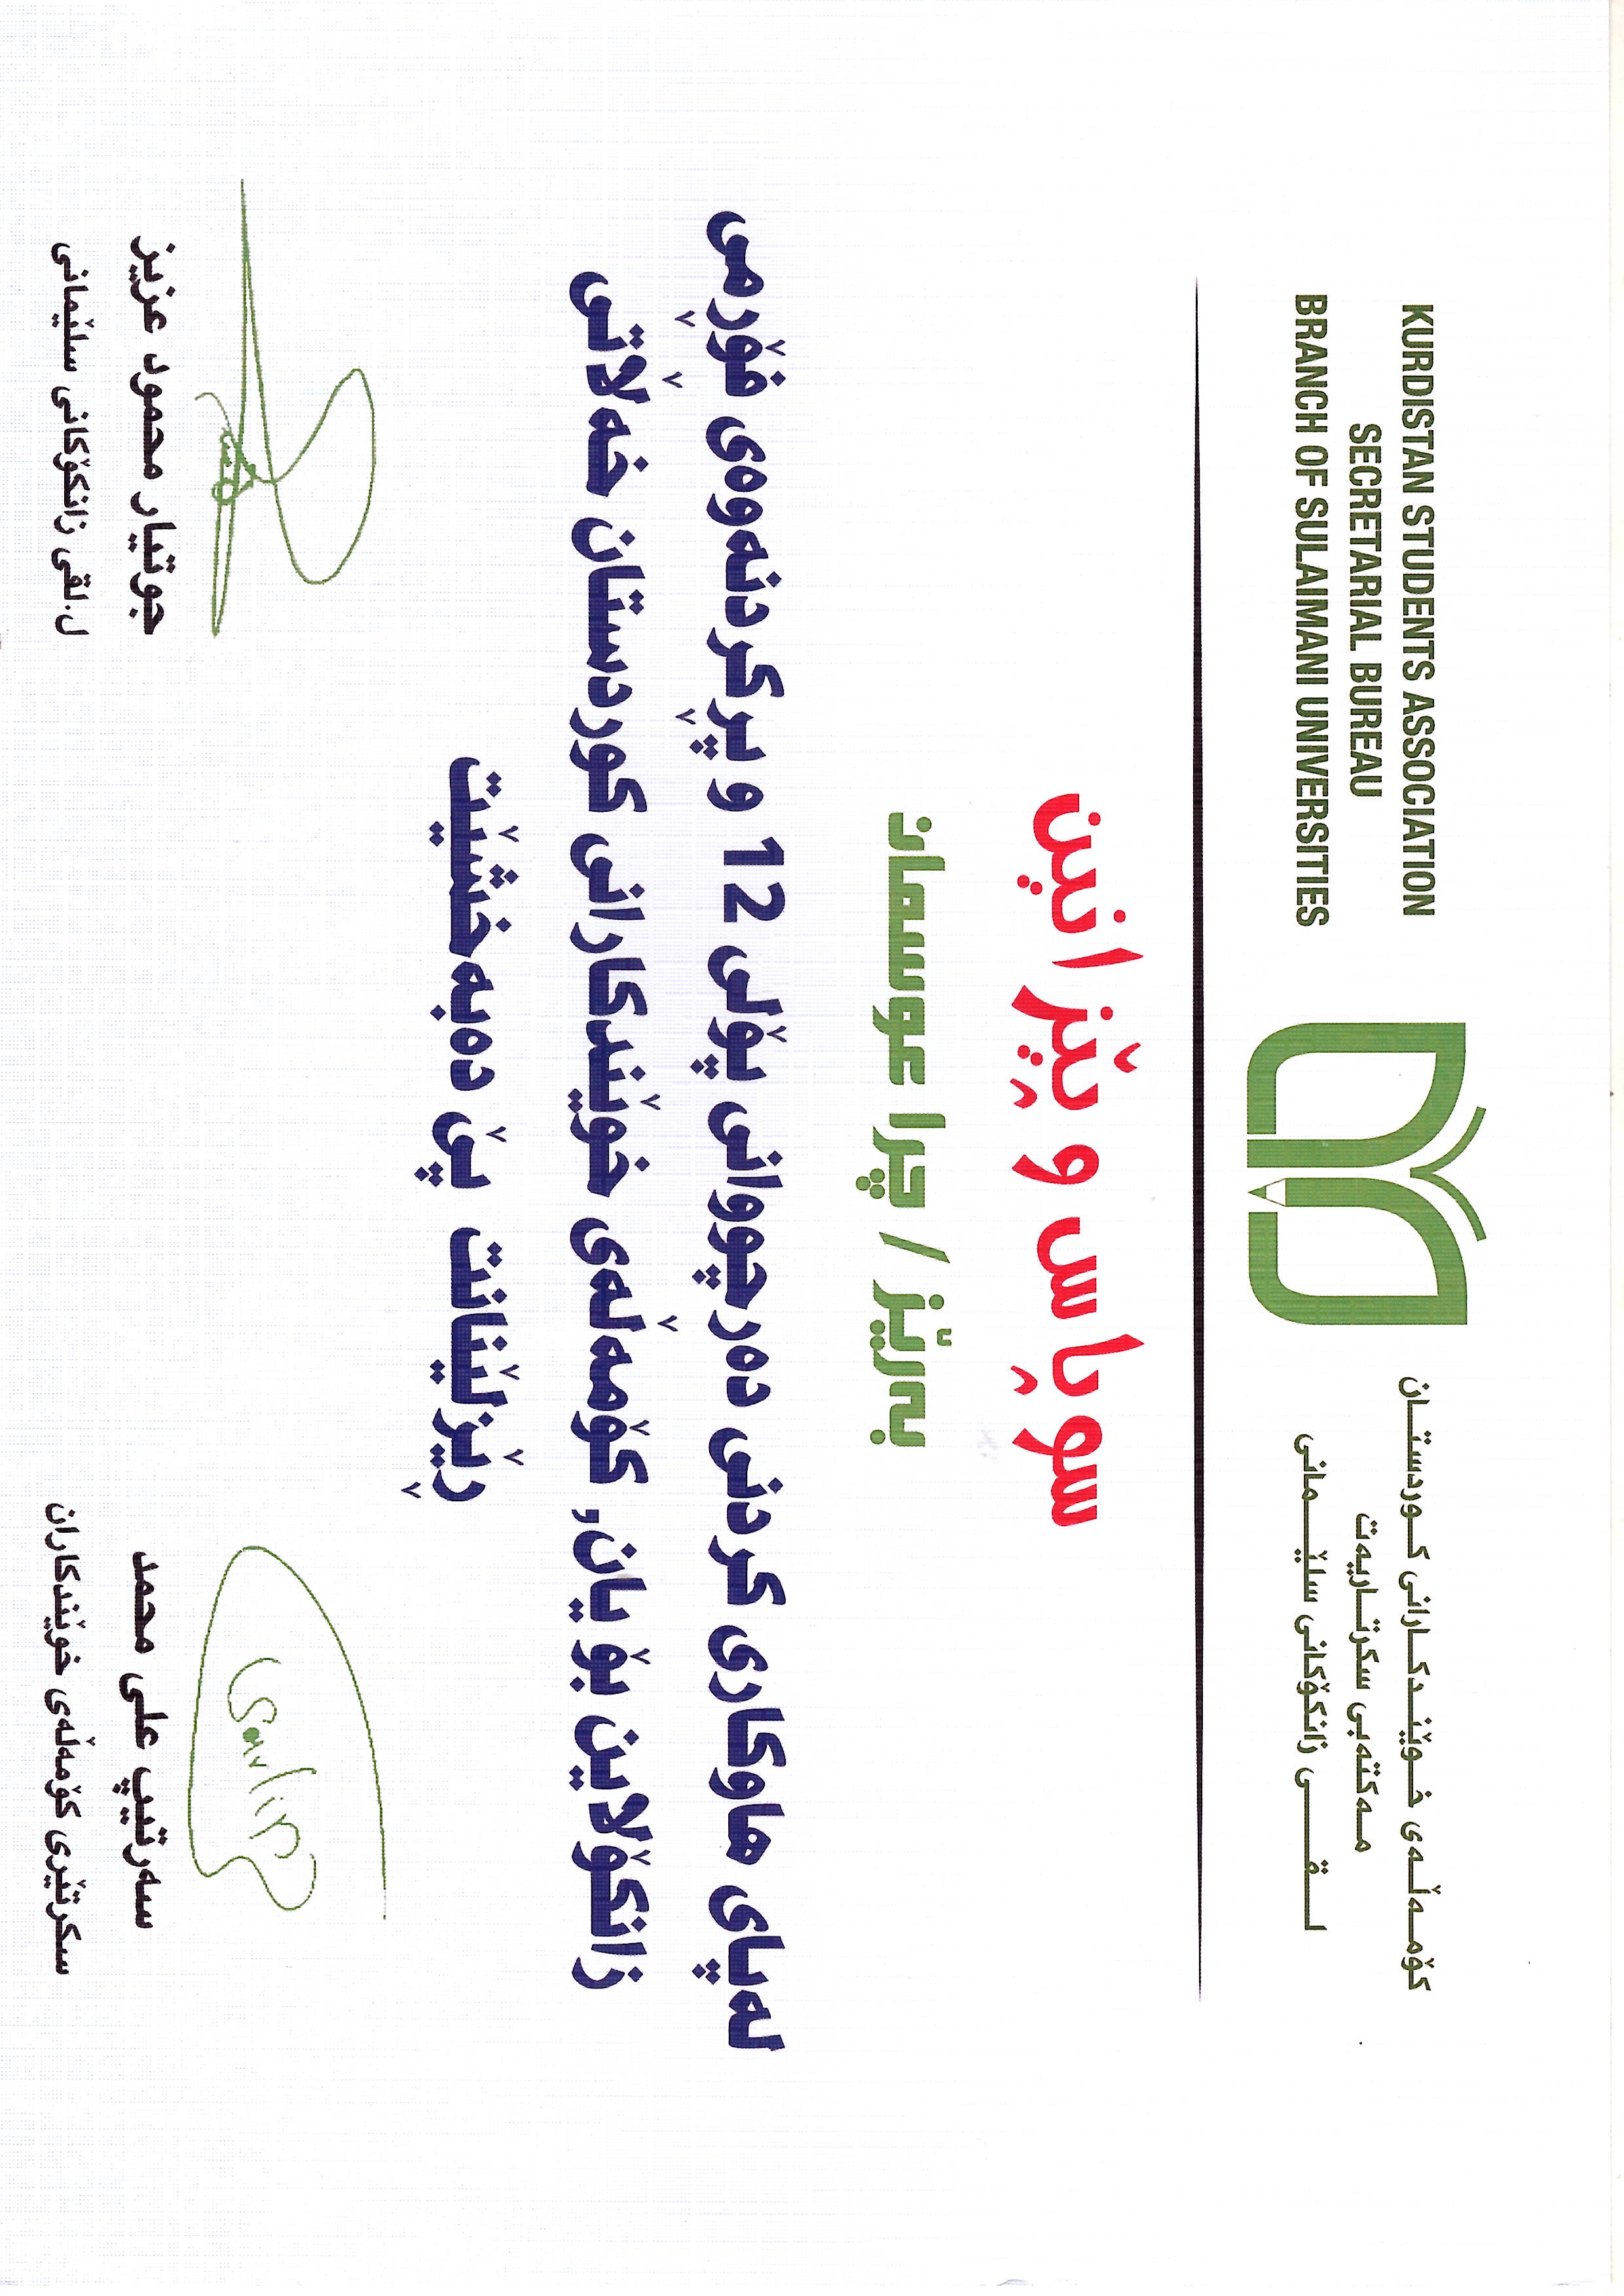 KURDISTAN STUDENTS ASSOCIATION
SECRETARIAL BUREAU
BRANCH OF SULAIMANI UNIVERSITIES
کۆمەڵەی خوێندکارانی کوردستان
مەکتەبی سکرتاریەت
لقی زانکۆکانی سلێمانی
سوپاس و پێزانین
بەرێز / چرا عوسمان
لەپای هاوکاری کردنی دەرچووانی پۆلی 12 و پڕکردنەوەی فۆڕمی
زانکۆلاین بۆ یان, کۆمەڵەی خوێندکارانی کوردستان خەڵاتی
ڕێزلێنانت پێ دەبەخشێت
سەرتیپ علی محمد
سکرتێری کۆمەڵەی خوێندکاران
جوتیار محمود عزیز
ل.لقی زانکۆکانی سلێمانی